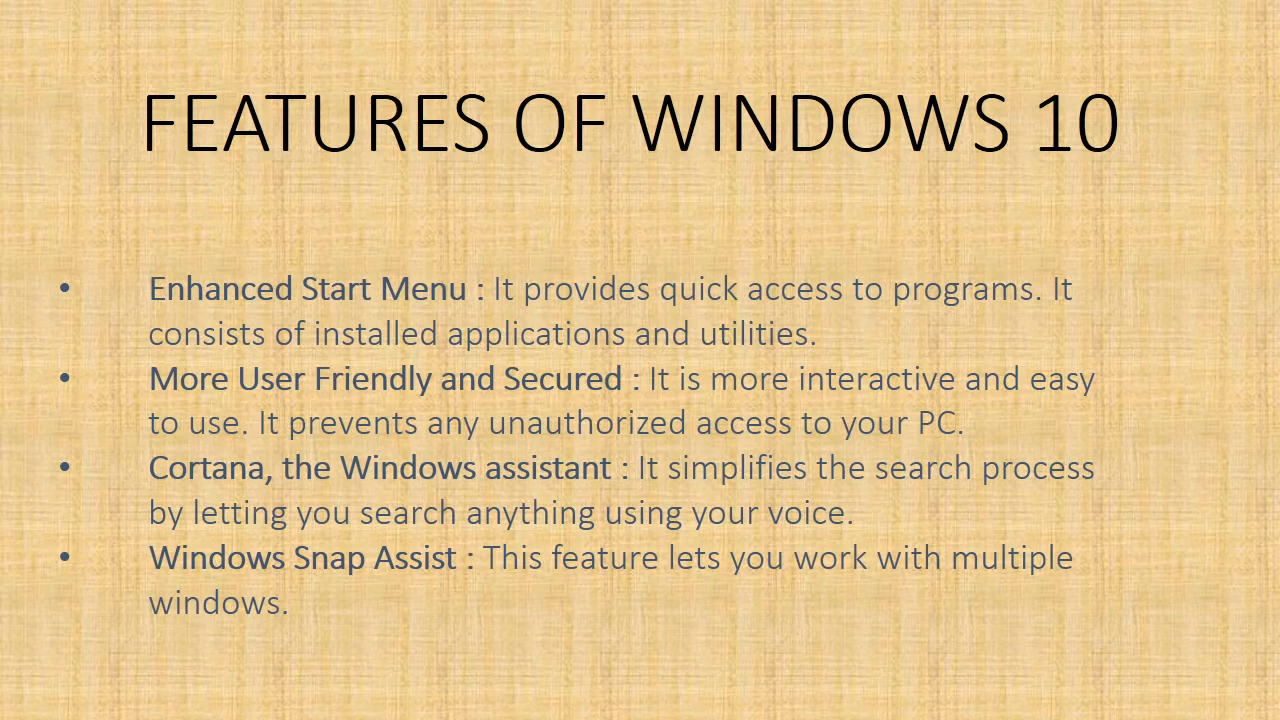 FEATURES OF WINDOWS 10
• Enhanced Start Menu : It provides quick access to programs. It
consists of installed applications and utilities.
• More User Friendly and Secured : It is more interactive and easy
to use. It prevents any unauthorized access to your PC.
• Cortana, the Windows assistant : It simplifies the search process
by letting you search anything using your voice.
• Windows Snap Assist : This feature lets you work with multiple
windows.